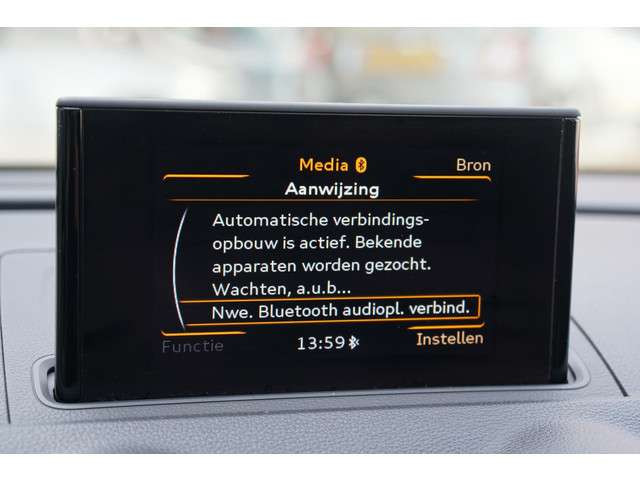 Media Bron
Aanwijzing
Automatische verbindings-
opbouw is actief. Bekende
apparaten worden gezocht.
Wachten, a.u.b...
Nwe. Bluetooth audiopl. verbind.
Functie 13:59 Instellen